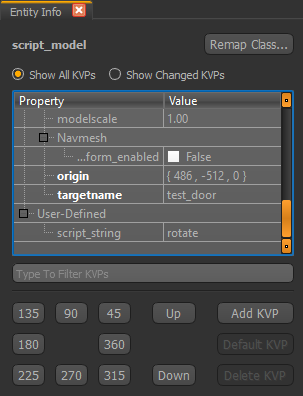 Entity Info
script_model
Remap Class...
Show All KVPs Show Changed KVPs
Property Value
modelscale 1.00
Navmesh
...form_enabled False
origin { 486 , -512 , 0 }
targetname test_door
User-Defined
script_string rotate
Type To Filter KVPs
135 90 45 Up Add KVP
180 360 Default KVP
225 270 315 Down Delete KVP